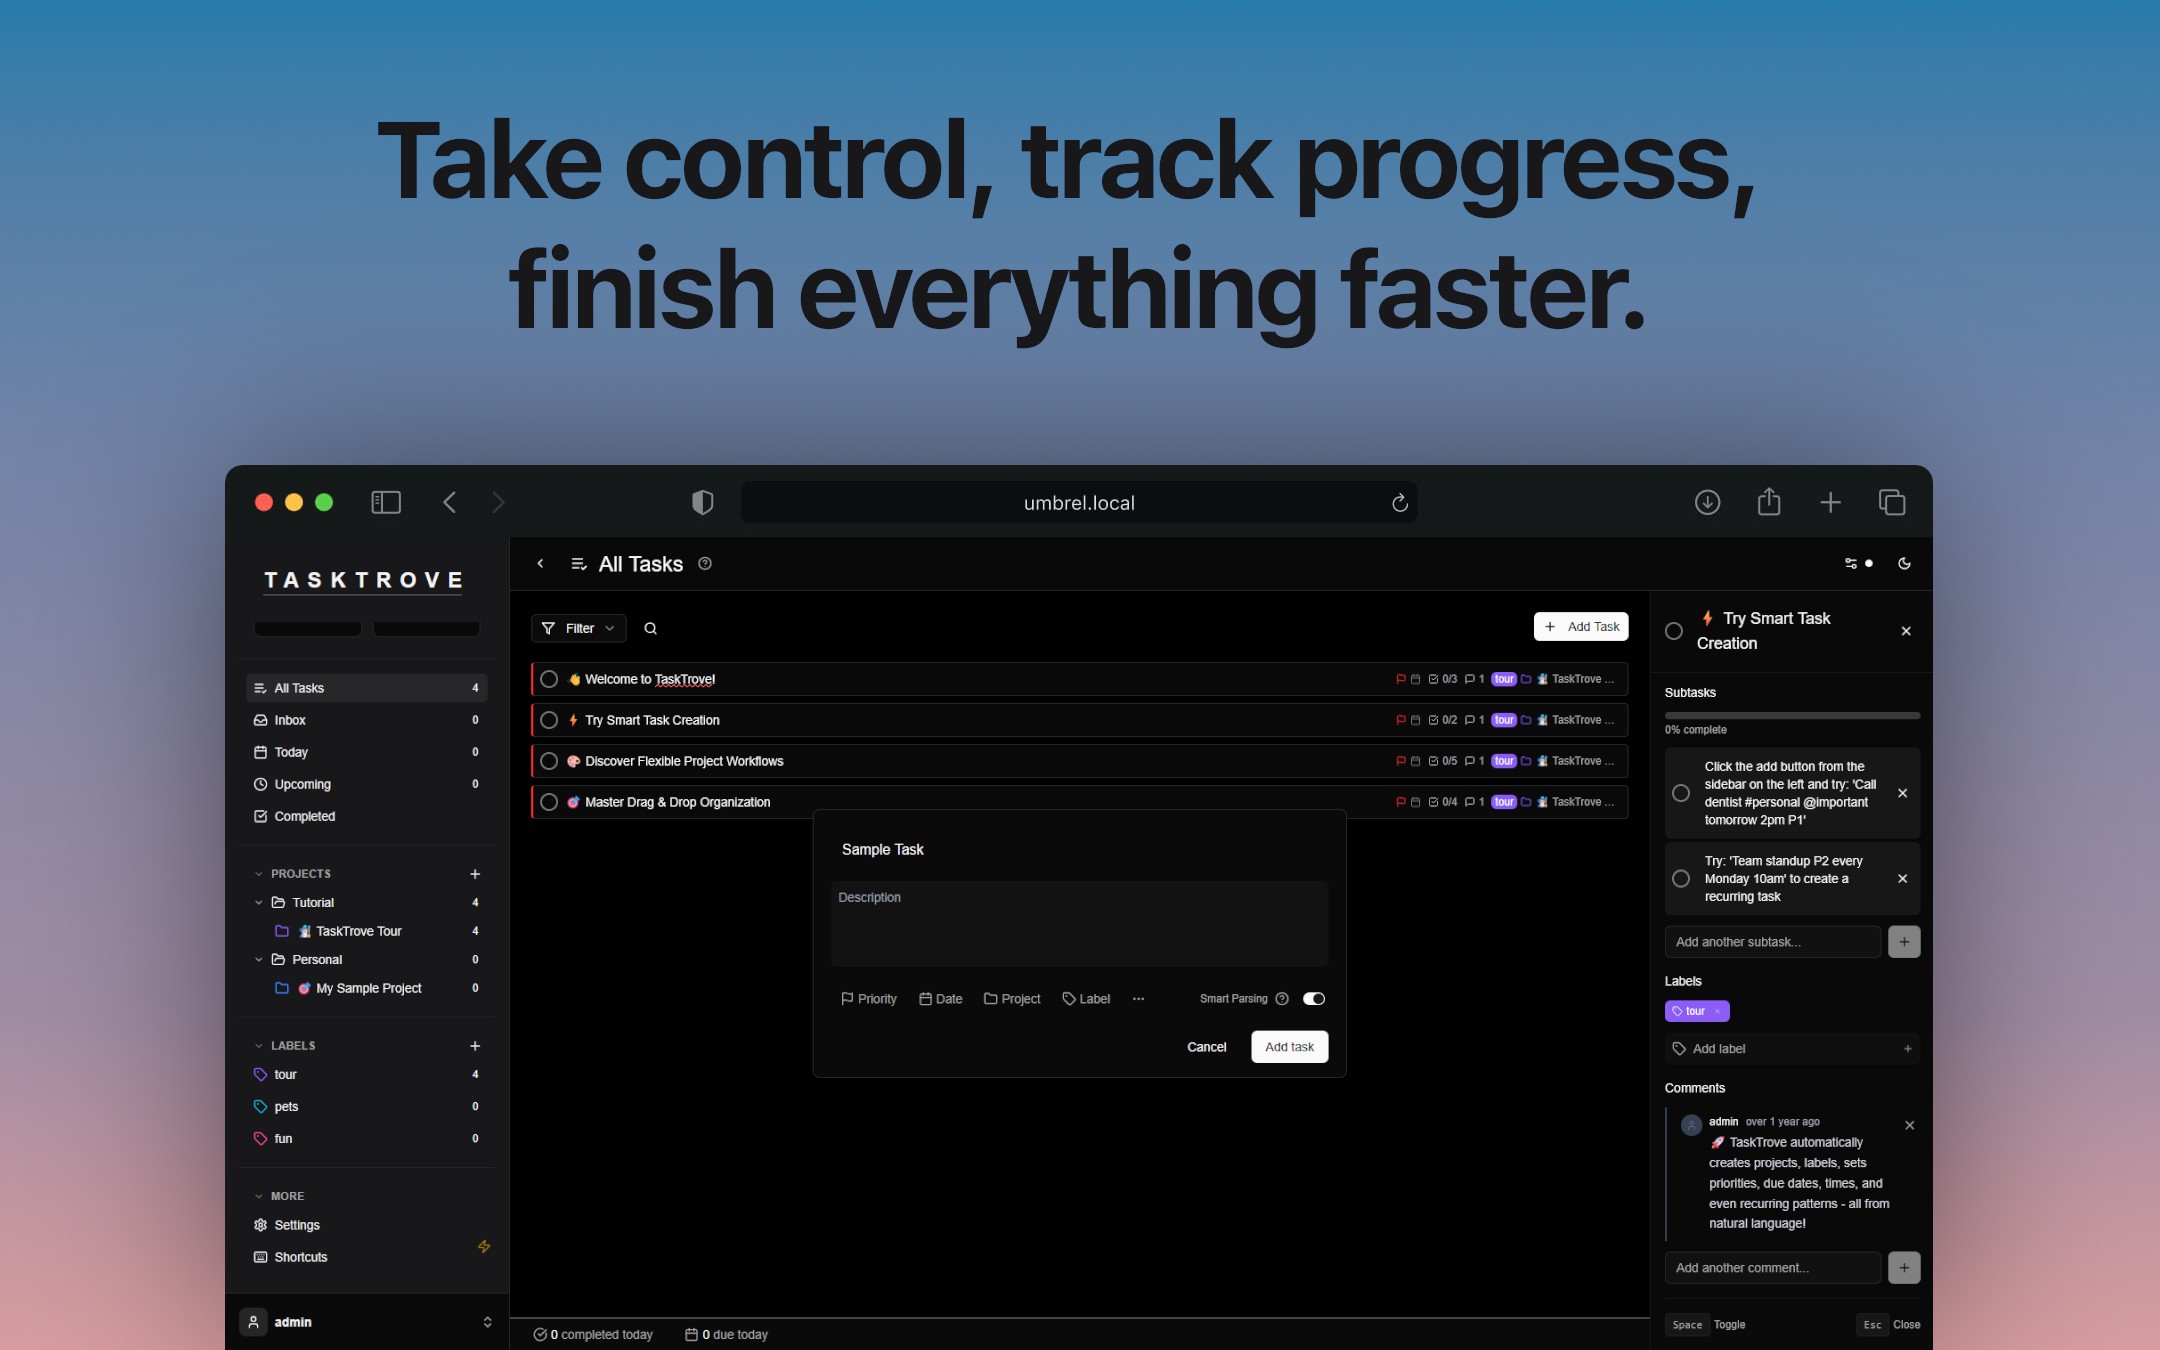 Take control, track progress,
finish everything faster.
umbrel.local
TASKTROVE
All Tasks 4
Inbox 0
Today 0
Upcoming 0
Completed
PROJECTS
Tutorial 4
TaskTrove Tour 4
Personal 0
My Sample Project 0
LABELS
tour 4
pets 0
fun 0
MORE
Settings
Shortcuts
admin
All Tasks
Filter
Add Task
Welcome to TaskTrove! 0/3 1 tour TaskTrove ...
Try Smart Task Creation 0/2 1 tour TaskTrove ...
Discover Flexible Project Workflows 0/5 1 tour TaskTrove ...
Master Drag & Drop Organization 0/4 1 tour TaskTrove ...
Sample Task
Description
Priority Date Project Label Smart Parsing
Cancel Add task
0 completed today 0 due today
Try Smart Task
Creation
Subtasks
0% complete
Click the add button from the
sidebar on the left and try: 'Call
dentist #personal @important
tomorrow 2pm P1'
Try: 'Team standup P2 every
Monday 10am' to create a
recurring task
Add another subtask...
Labels
tour
Add label
Comments
admin over 1 year ago
TaskTrove automatically
creates projects, labels, sets
priorities, due dates, times, and
even recurring patterns - all from
natural language!
Add another comment...
Space Toggle Esc Close